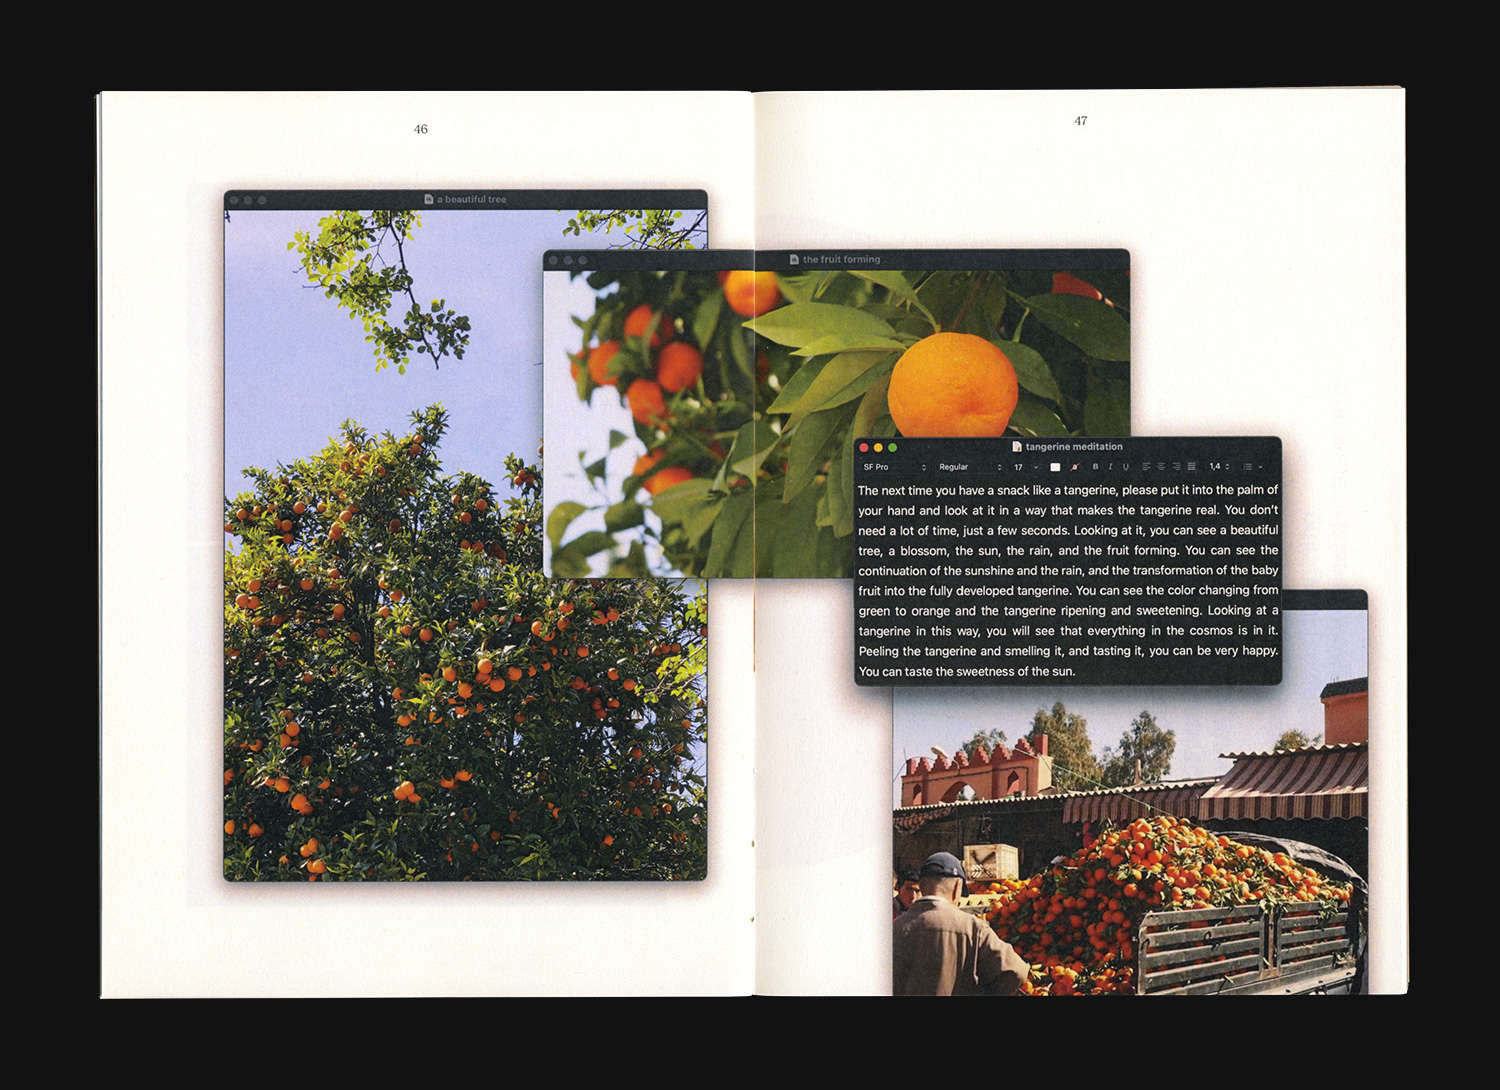 46
47
a beautiful tree
the fruit forming
tangerine meditation
SF Pro Regular 17 a B I U 1,4
The next time you have a snack like a tangerine, please put it into the palm of
your hand and look at it in a way that makes the tangerine real. You don’t
need a lot of time, just a few seconds. Looking at it, you can see a beautiful
tree, a blossom, the sun, the rain, and the fruit forming. You can see the
continuation of the sunshine and the rain, and the transformation of the baby
fruit into the fully developed tangerine. You can see the color changing from
green to orange and the tangerine ripening and sweetening. Looking at a
tangerine in this way, you will see that everything in the cosmos is in it.
Peeling the tangerine and smelling it, and tasting it, you can be very happy.
You can taste the sweetness of the sun.